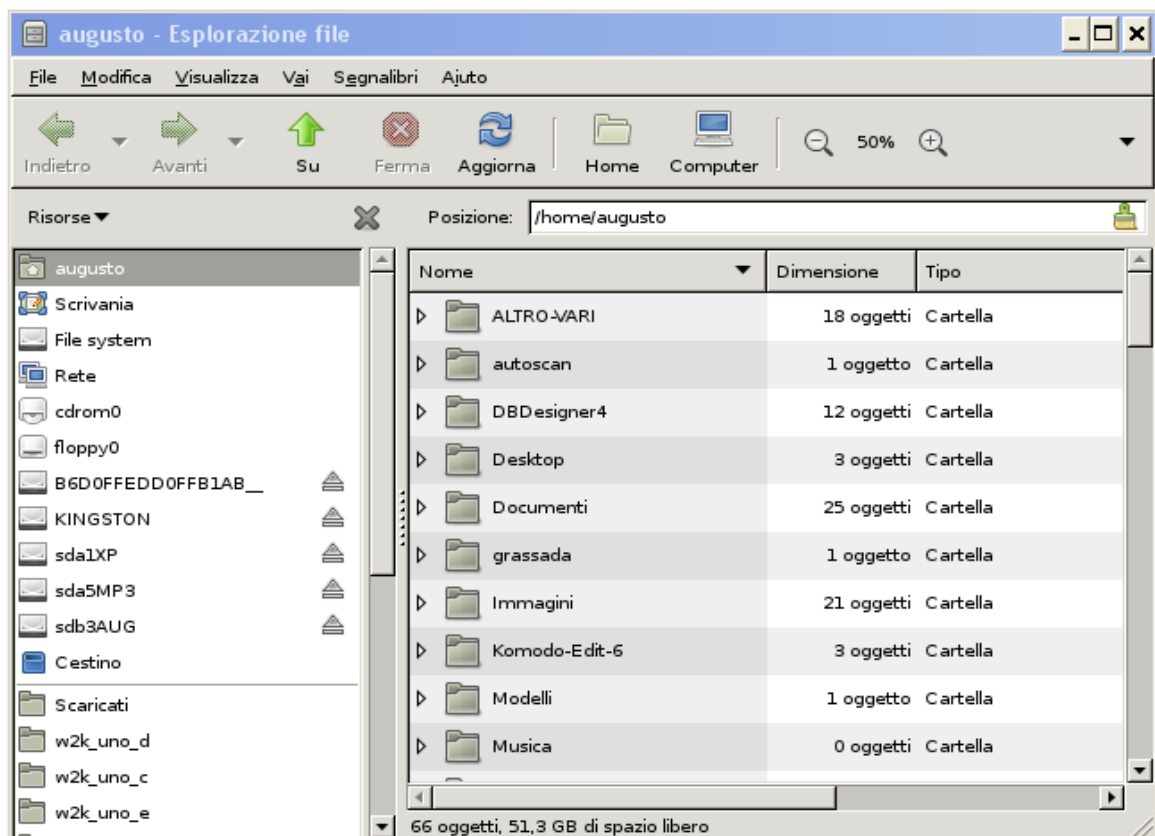 augusto - Esplorazione file
File Modifica Visualizza Vai Segnalibri Aiuto
Indietro Avanti Su Ferma Aggiorna Home Computer 50%
Risorse Posizione: /home/augusto
augusto
Scrivania
File system
Rete
cdrom0
floppy0
B6D0FFEDD0FFB1AB__
KINGSTON
sda1XP
sda5MP3
sdb3AUG
Cestino
Scaricati
w2k_uno_d
w2k_uno_c
w2k_uno_e
Nome Dimensione Tipo
ALTRO-VARI 18 oggetti Cartella
autoscan 1 oggetto Cartella
DBDesigner4 12 oggetti Cartella
Desktop 3 oggetti Cartella
Documenti 25 oggetti Cartella
grassada 1 oggetto Cartella
Immagini 21 oggetti Cartella
Komodo-Edit-6 3 oggetti Cartella
Modelli 1 oggetto Cartella
Musica 0 oggetti Cartella
66 oggetti, 51,3 GB di spazio libero